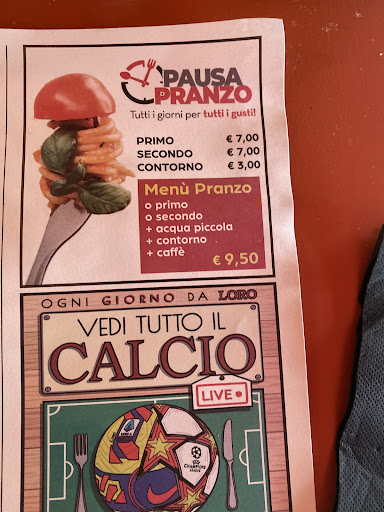 PAUSA
PRANZO
Tutti i giorni per tutti i gusti!
PRIMO € 7,00
SECONDO € 7,00
CONTORNO € 3,00
Menù Pranzo
o primo
o secondo
+ acqua piccola
+ contorno
+ caffè
€ 9,50
OGNI GIORNO DA LORO
VEDI TUTTO IL
CALCIO
LIVE
CHAMPIONS
LEAGUE